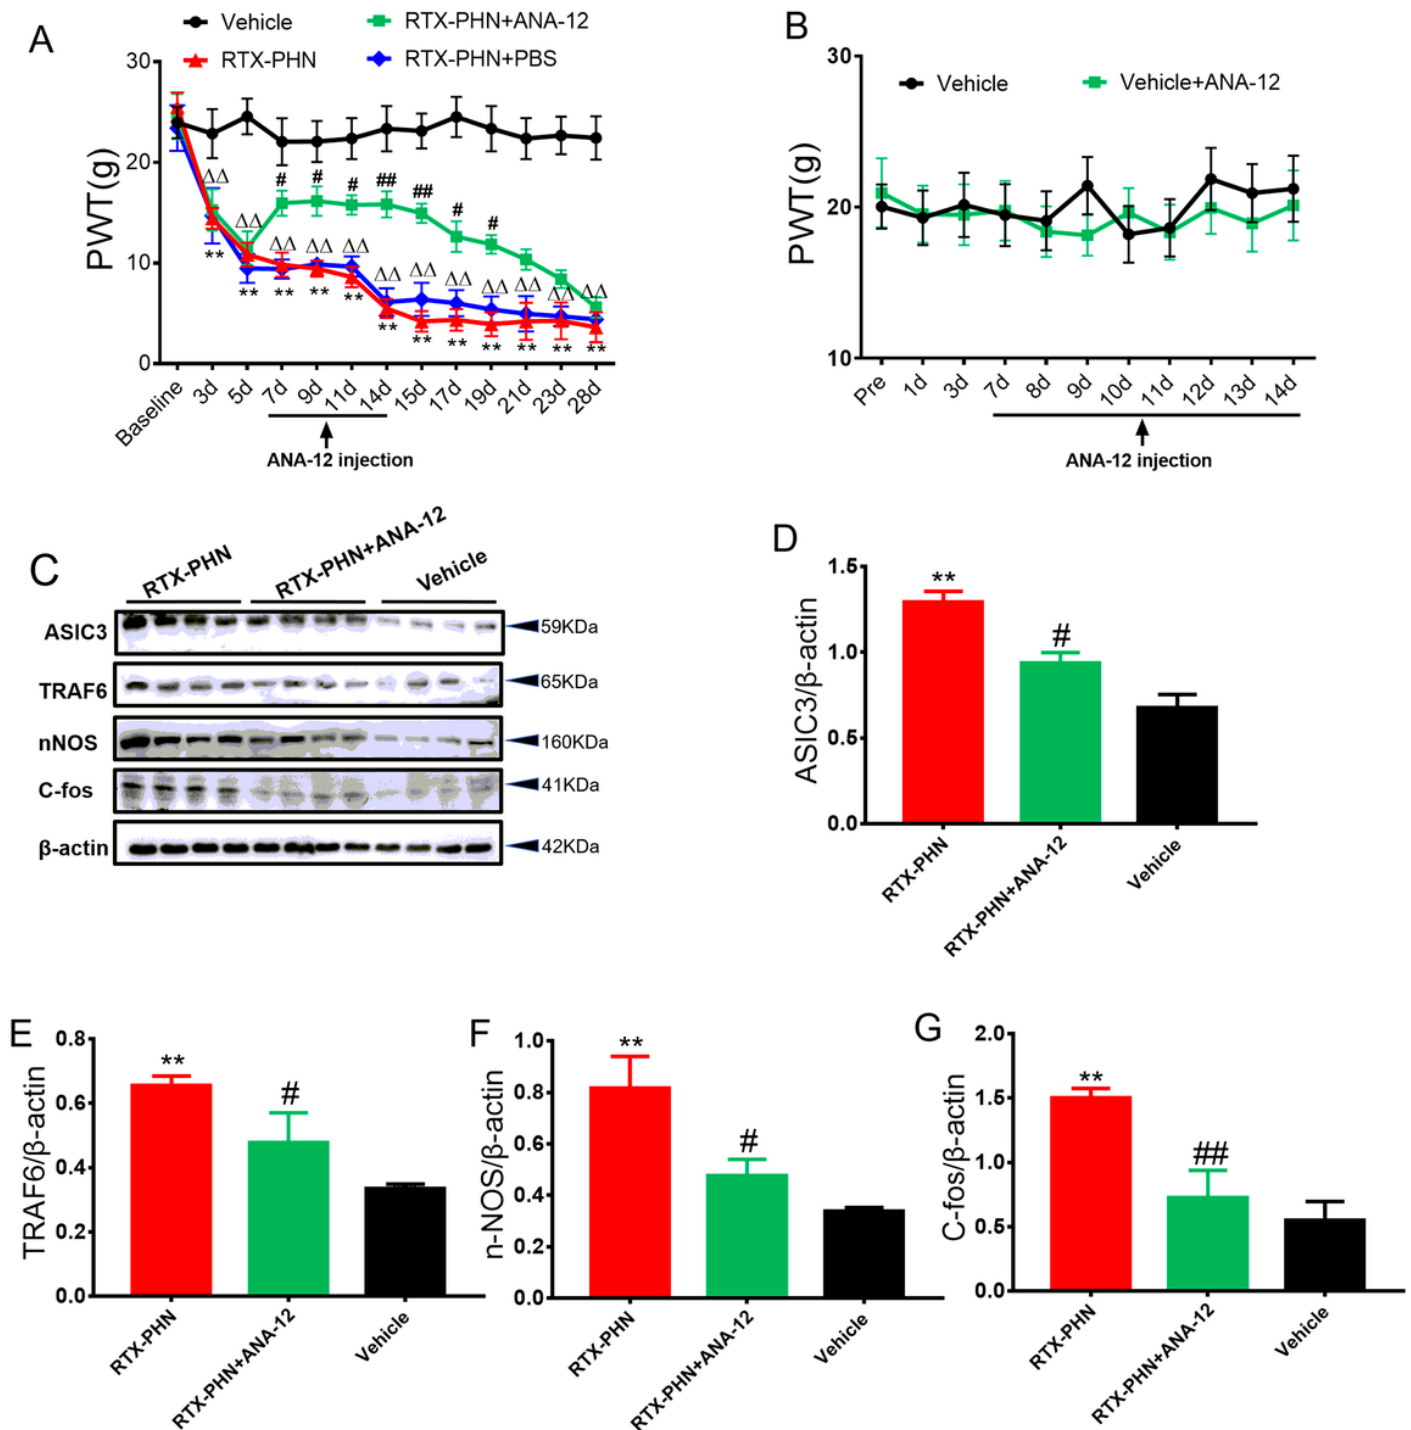 A
Vehicle
RTX-PHN+ANA-12
RTX-PHN
RTX-PHN+PBS
PWT(g)
30
20
10
0
ΔΔ
ΔΔ
# # # ## ## # #
ΔΔ ΔΔ ΔΔ ΔΔ ΔΔ ΔΔ ΔΔ ΔΔ ΔΔ ΔΔ
** ** ** ** ** ** ** ** ** ** ** **
Baseline 3d 5d 7d 9d 11d 14d 15d 17d 19d 21d 23d 28d
ANA-12 injection
B
Vehicle
Vehicle+ANA-12
PWT(g)
30
20
10
Pre 1d 3d 7d 8d 9d 10d 11d 12d 13d 14d
ANA-12 injection
C
RTX-PHN
RTX-PHN+ANA-12
Vehicle
ASIC3 59KDa
TRAF6 65KDa
nNOS 160KDa
C-fos 41KDa
β-actin 42KDa
D
ASIC3/β-actin
1.5
1.0
0.5
0.0
**
#
RTX-PHN
RTX-PHN+ANA-12
Vehicle
E
TRAF6/β-actin
0.8
0.6
0.4
0.2
0.0
**
#
RTX-PHN
RTX-PHN+ANA-12
Vehicle
F
n-NOS/β-actin
1.0
0.8
0.6
0.4
0.2
0.0
**
#
RTX-PHN
RTX-PHN+ANA-12
Vehicle
G
C-fos/β-actin
2.0
1.5
1.0
0.5
0.0
**
##
RTX-PHN
RTX-PHN+ANA-12
Vehicle